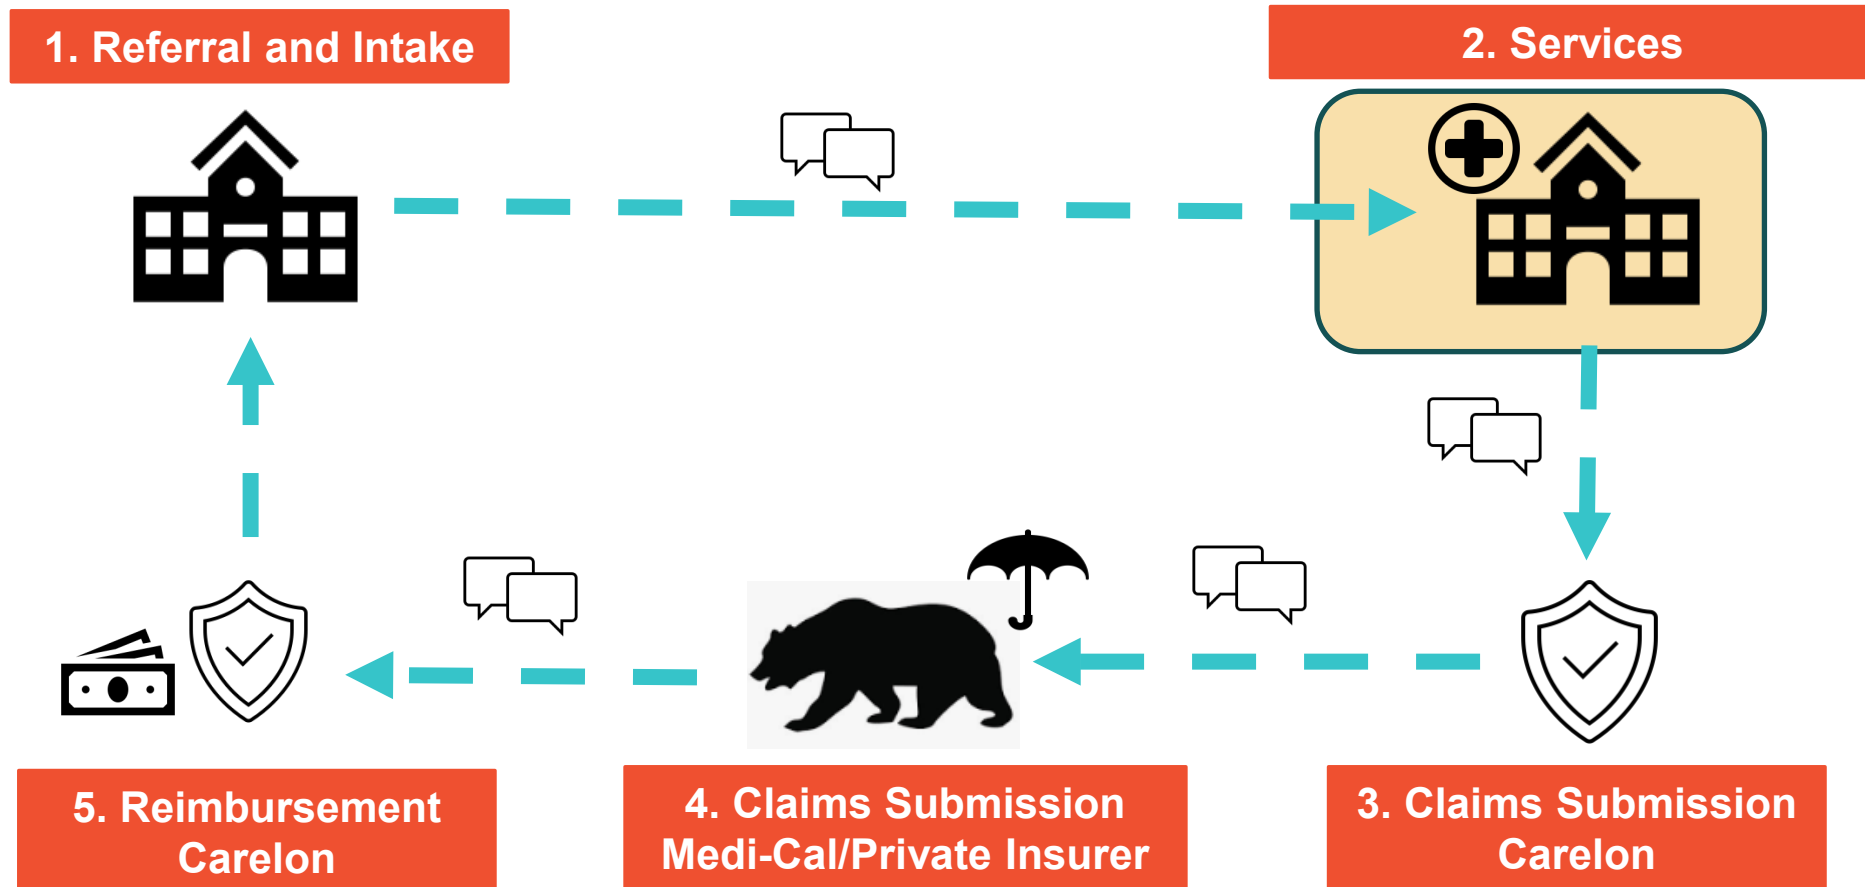 1. Referral and Intake
2. Services
5. Reimbursement
Carelon
4. Claims Submission
Medi-Cal/Private Insurer
3. Claims Submission
Carelon